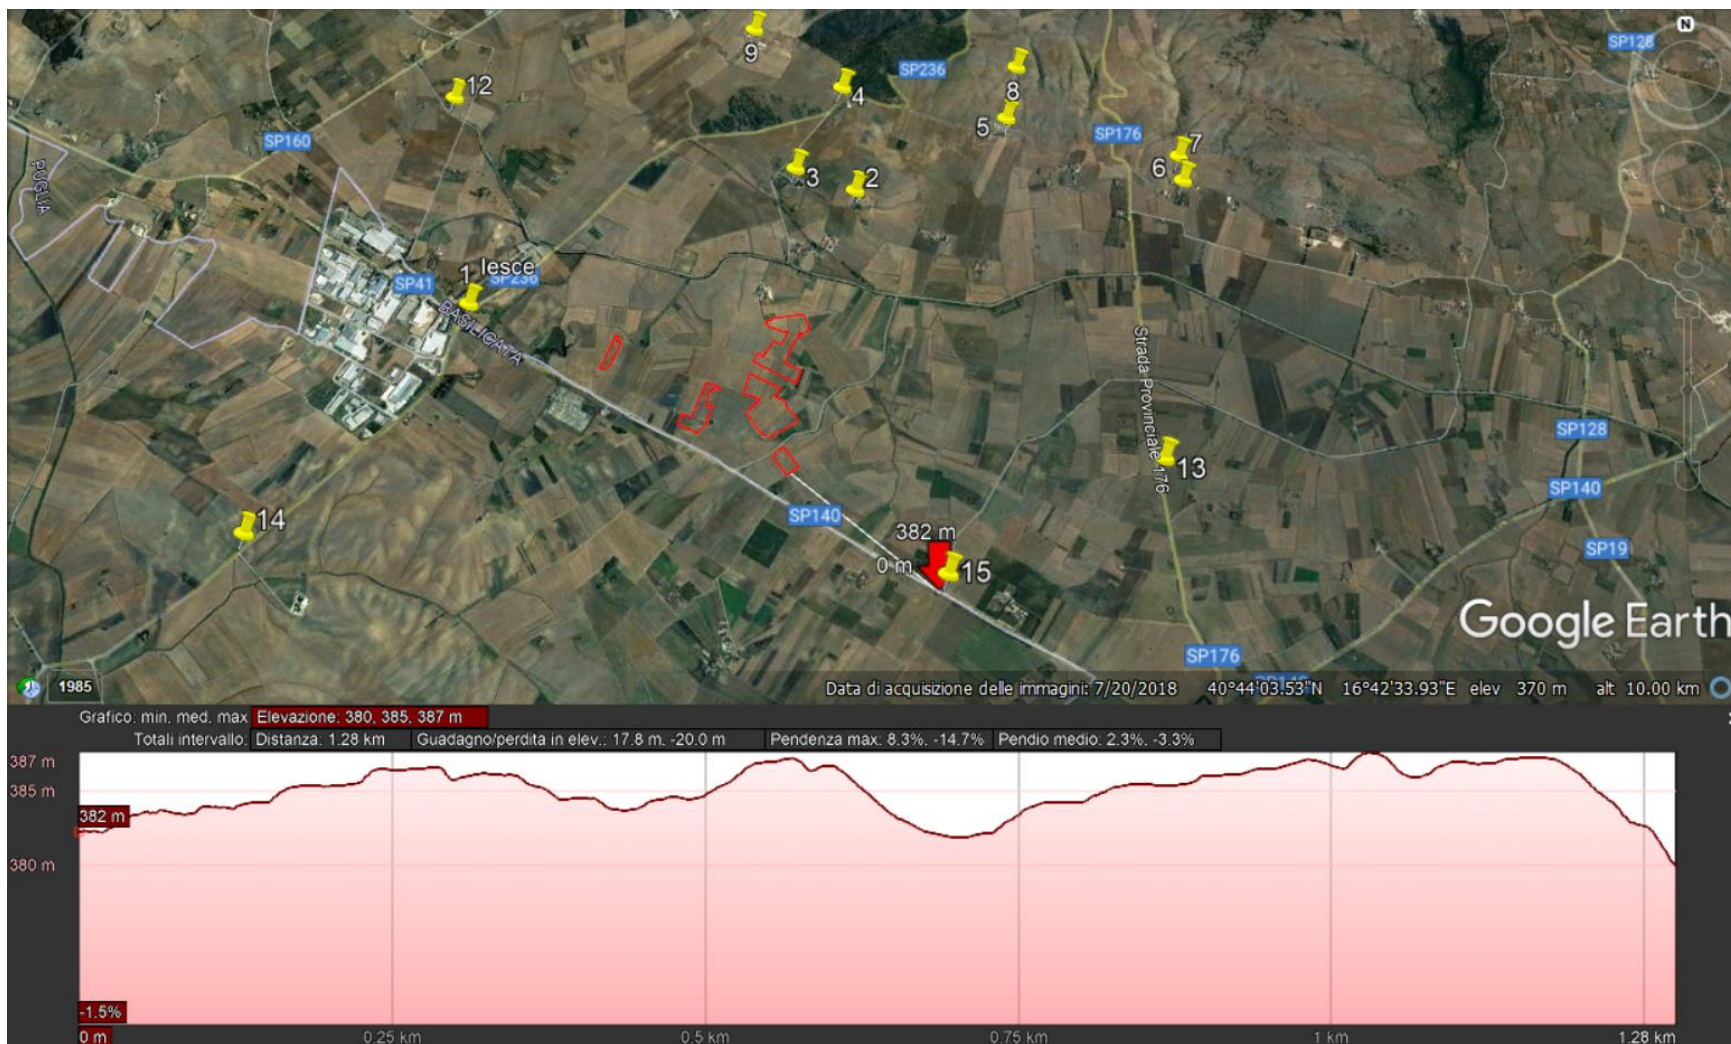 N
SP128
9
SP236
12
4
8
5
SP176
SP160
7
6
3
2
PUGLIA
1
Iesce
SP236
SP41
BASILICATA
Strada Provinciale 176
SP128
13
SP140
SP140
14
382 m
SP19
0 m
15
Google Earth
SP176
1985
Data di acquisizione delle immagini: 7/20/2018 40°44'03.53"N 16°42'33.93"E elev 370 m alt 10.00 km
Grafico: min, med, max Elevazione: 380, 385, 387 m
Totali intervallo: Distanza: 1.28 km Guadagno/perdita in elev.: 17.8 m, -20.0 m Pendenza max: 8.3%, -14.7% Pendio medio: 2.3%, -3.3%
387 m
385 m
382 m
380 m
-1.5%
0 m 0.25 km 0.5 km 0.75 km 1 km 1.28 km